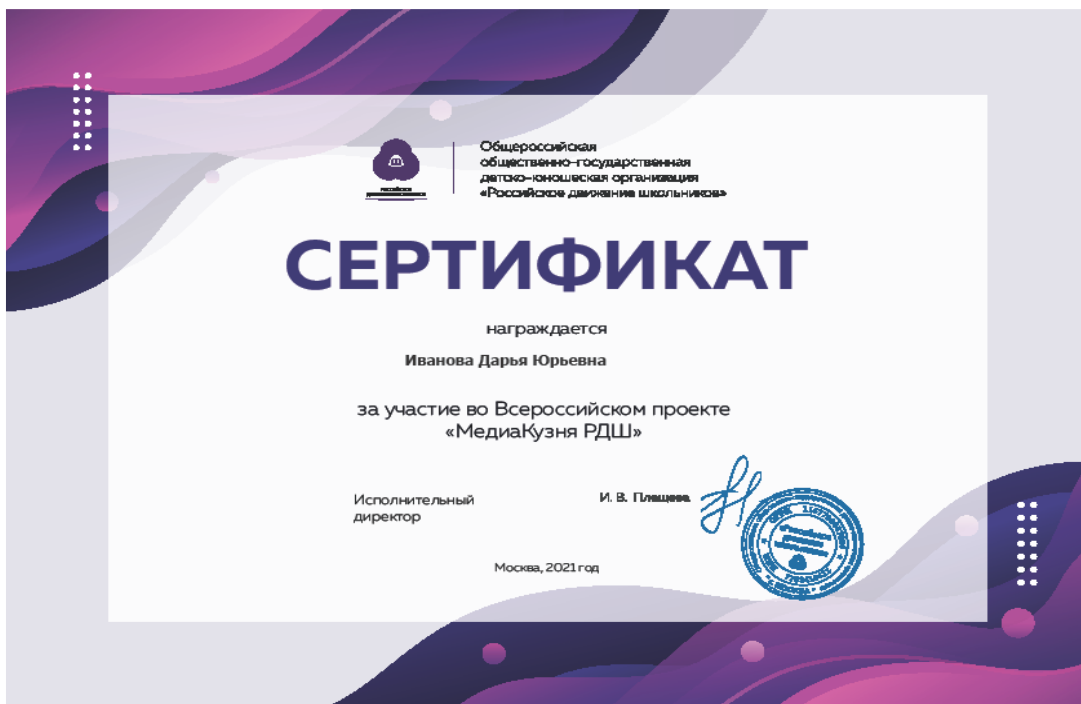 Общероссийская
общественно-государственная
детско-юношеская организация
«Российское движение школьников»
СЕРТИФИКАТ
награждается
Иванова Дарья Юрьевна
за участие во Всероссийском проекте
«МедиаКузня РДШ»
Исполнительный
директор
И. В. Плещева
Москва, 2021 год